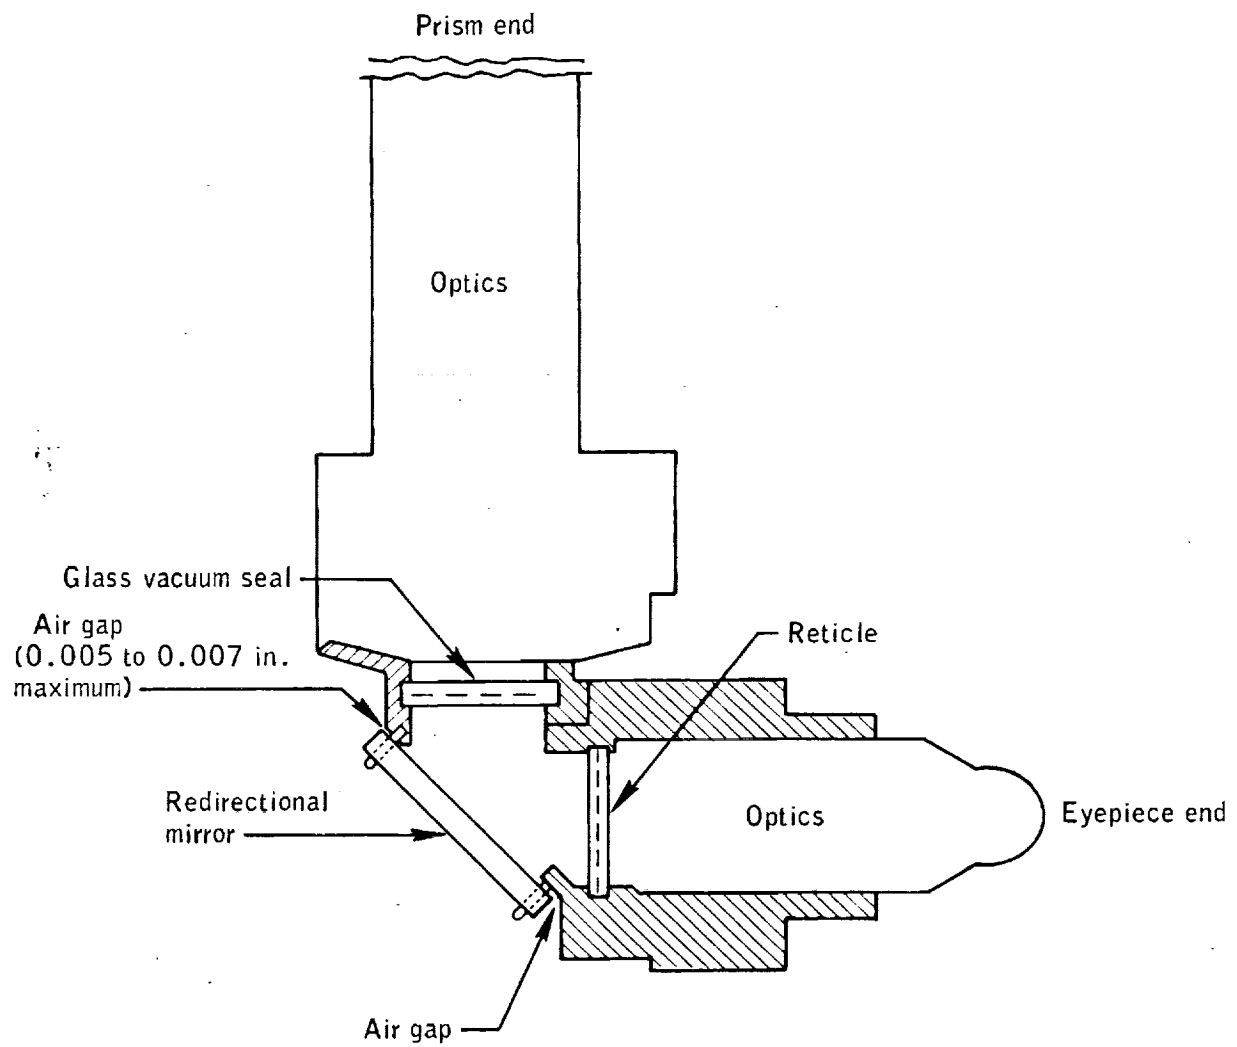 Prism end
Optics
Glass vacuum seal
Air gap
(0.005 to 0.007 in.
maximum)
Reticle
Redirectional
mirror
Optics
Eyepiece end
Air gap